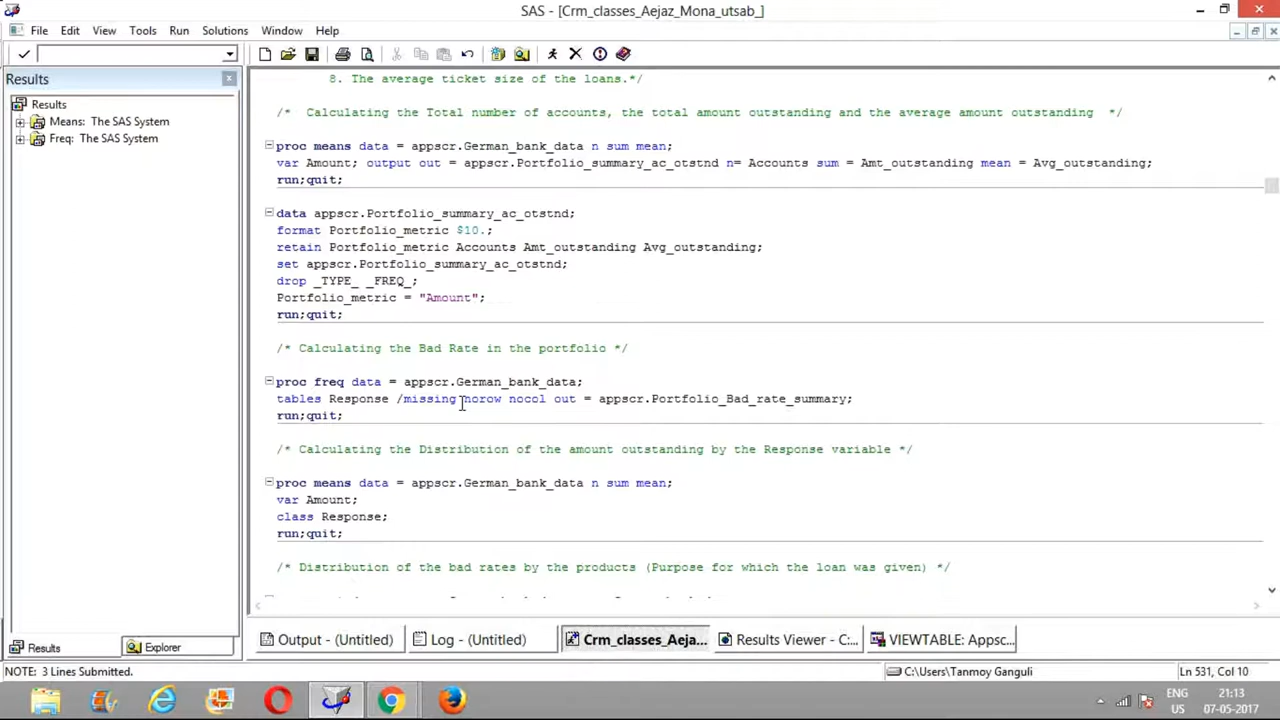 SAS - [Crm_classes_Aejaz_Mona_utsab_]
File Edit View Tools Run Solutions Window Help
Results
Results
Means: The SAS System
Freq: The SAS System
8. The average ticket size of the loans.*/
/* Calculating the Total number of accounts, the total amount outstanding and the average amount outstanding */
proc means data = appscr.German_bank_data n sum mean;
var Amount; output out = appscr.Portfolio_summary_ac_otstnd n= Accounts sum = Amt_outstanding mean = Avg_outstanding;
run;quit;
data appscr.Portfolio_summary_ac_otstnd;
format Portfolio_metric $10.;
retain Portfolio_metric Accounts Amt_outstanding Avg_outstanding;
set appscr.Portfolio_summary_ac_otstnd;
drop _TYPE_ _FREQ_;
Portfolio_metric = "Amount";
run;quit;
/* Calculating the Bad Rate in the portfolio */
proc freq data = appscr.German_bank_data;
tables Response /missing norow nocol out = appscr.Portfolio_Bad_rate_summary;
run;quit;
/* Calculating the Distribution of the amount outstanding by the Response variable */
proc means data = appscr.German_bank_data n sum mean;
var Amount;
class Response;
run;quit;
/* Distribution of the bad rates by the products (Purpose for which the loan was given) */
Results Explorer
Output - (Untitled) Log - (Untitled) Crm_classes_Aeja... Results Viewer - C:... VIEWTABLE: Appsc...
NOTE: 3 Lines Submitted. C:\Users\Tanmoy Ganguli Ln 531, Col 10
ENG 21:13
US 07-05-2017